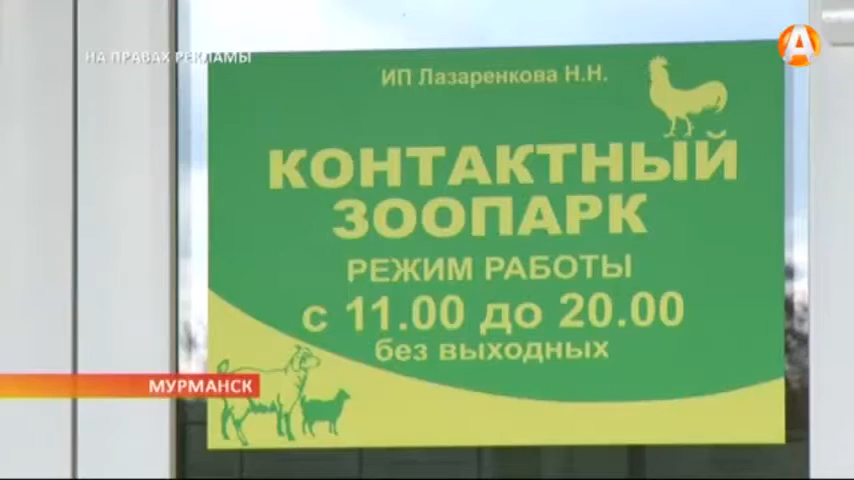 НА ПРАВАХ РЕКЛАМЫ
А
ИП Лазаренкова Н.Н.
КОНТАКТНЫЙ
ЗООПАРК
РЕЖИМ РАБОТЫ
с 11.00 до 20.00
без выходных
МУРМАНСК